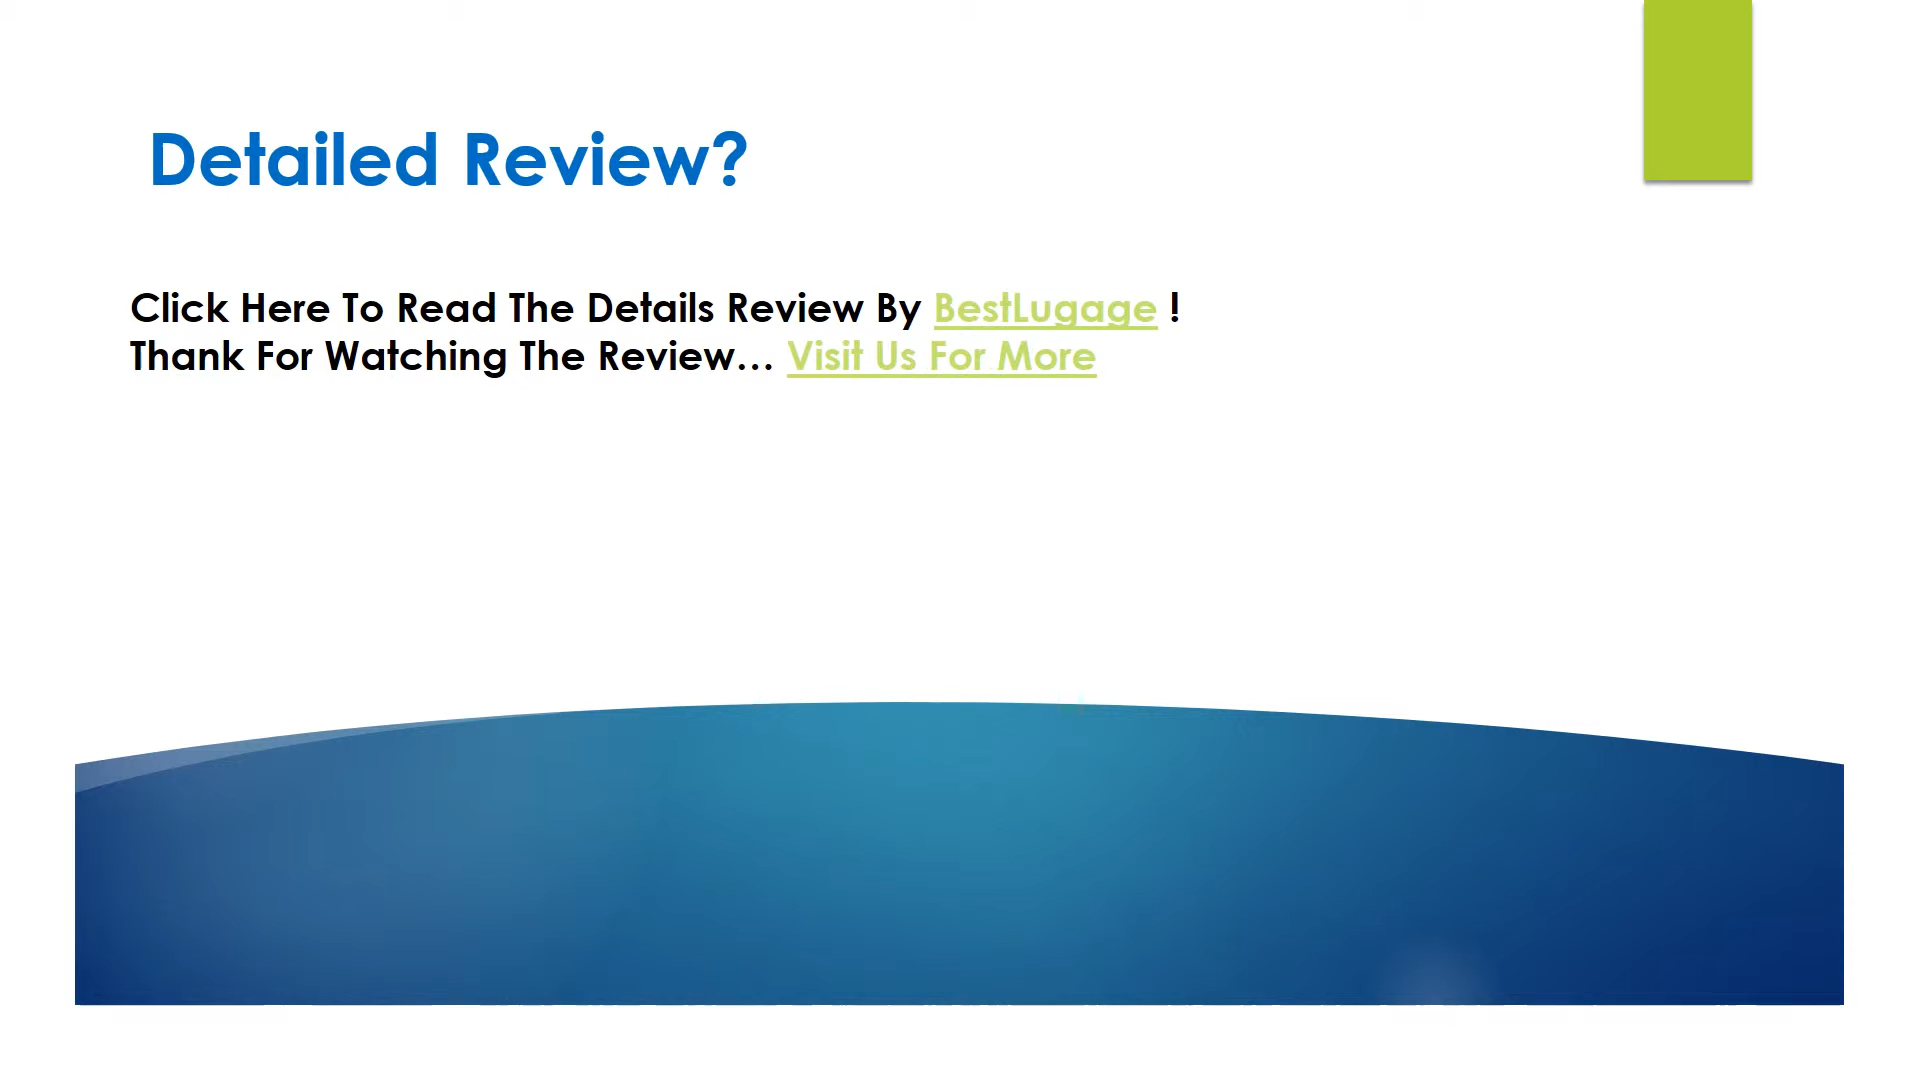 Detailed Review?
Click Here To Read The Details Review By BestLugage !
Thank For Watching The Review... Visit Us For More